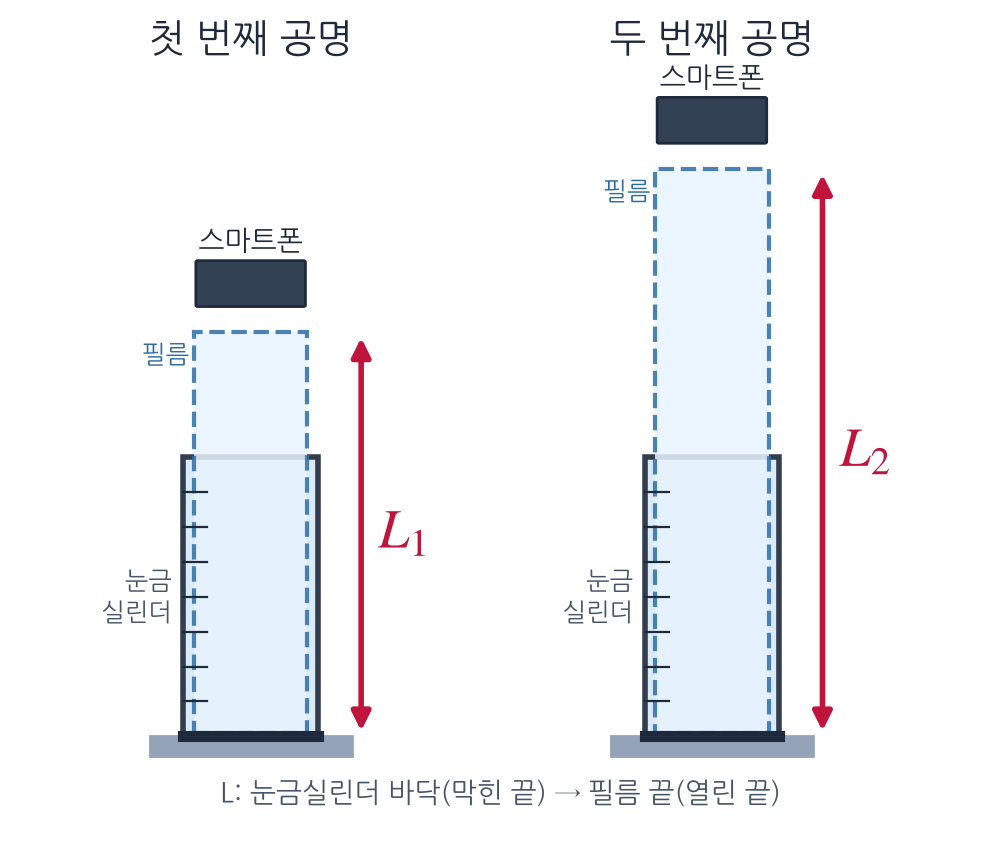 첫 번째 공명
스마트폰
필름
L₁
눈금
실린더
두 번째 공명
스마트폰
필름
L₂
눈금
실린더
L: 눈금실린더 바닥(막힌 끝) → 필름 끝(열린 끝)